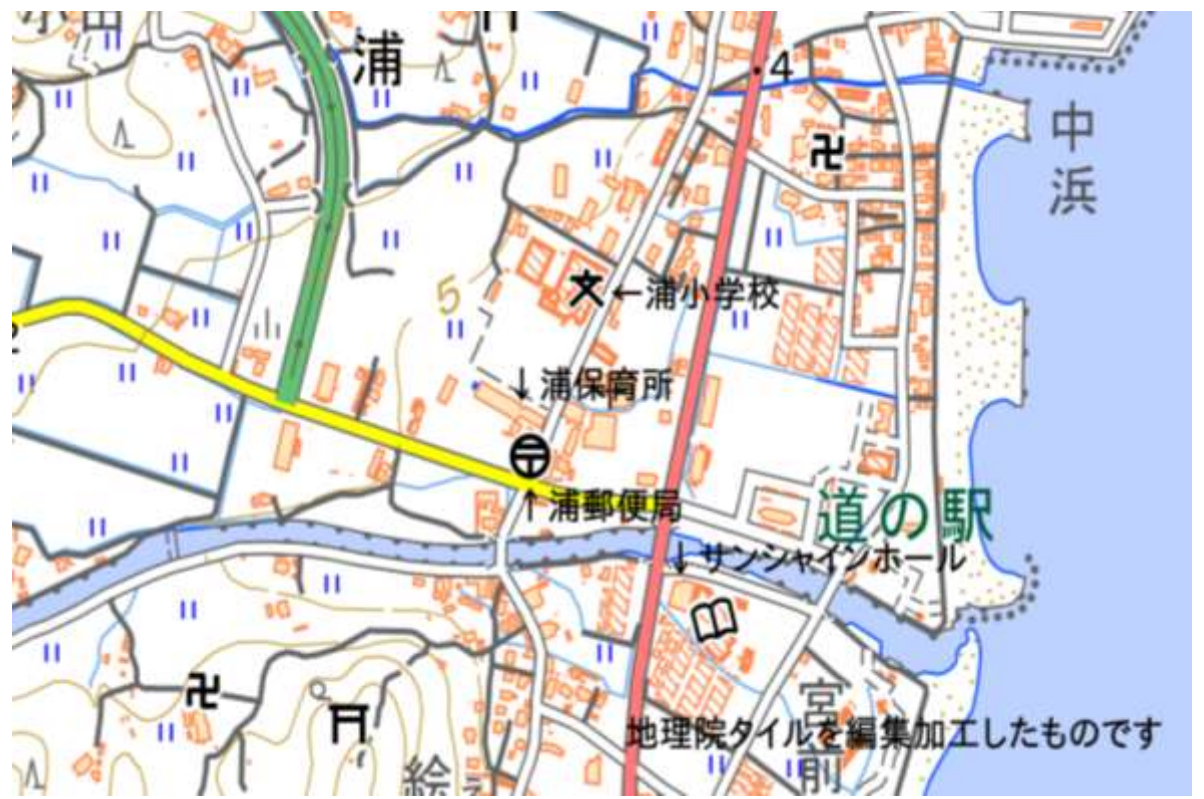 浦
・4
中浜
5
←浦小学校
↓浦保育所
↑浦郵便局
道の駅
↓サンシャインホール
宮前
地理院タイルを編集加工したものです
絵